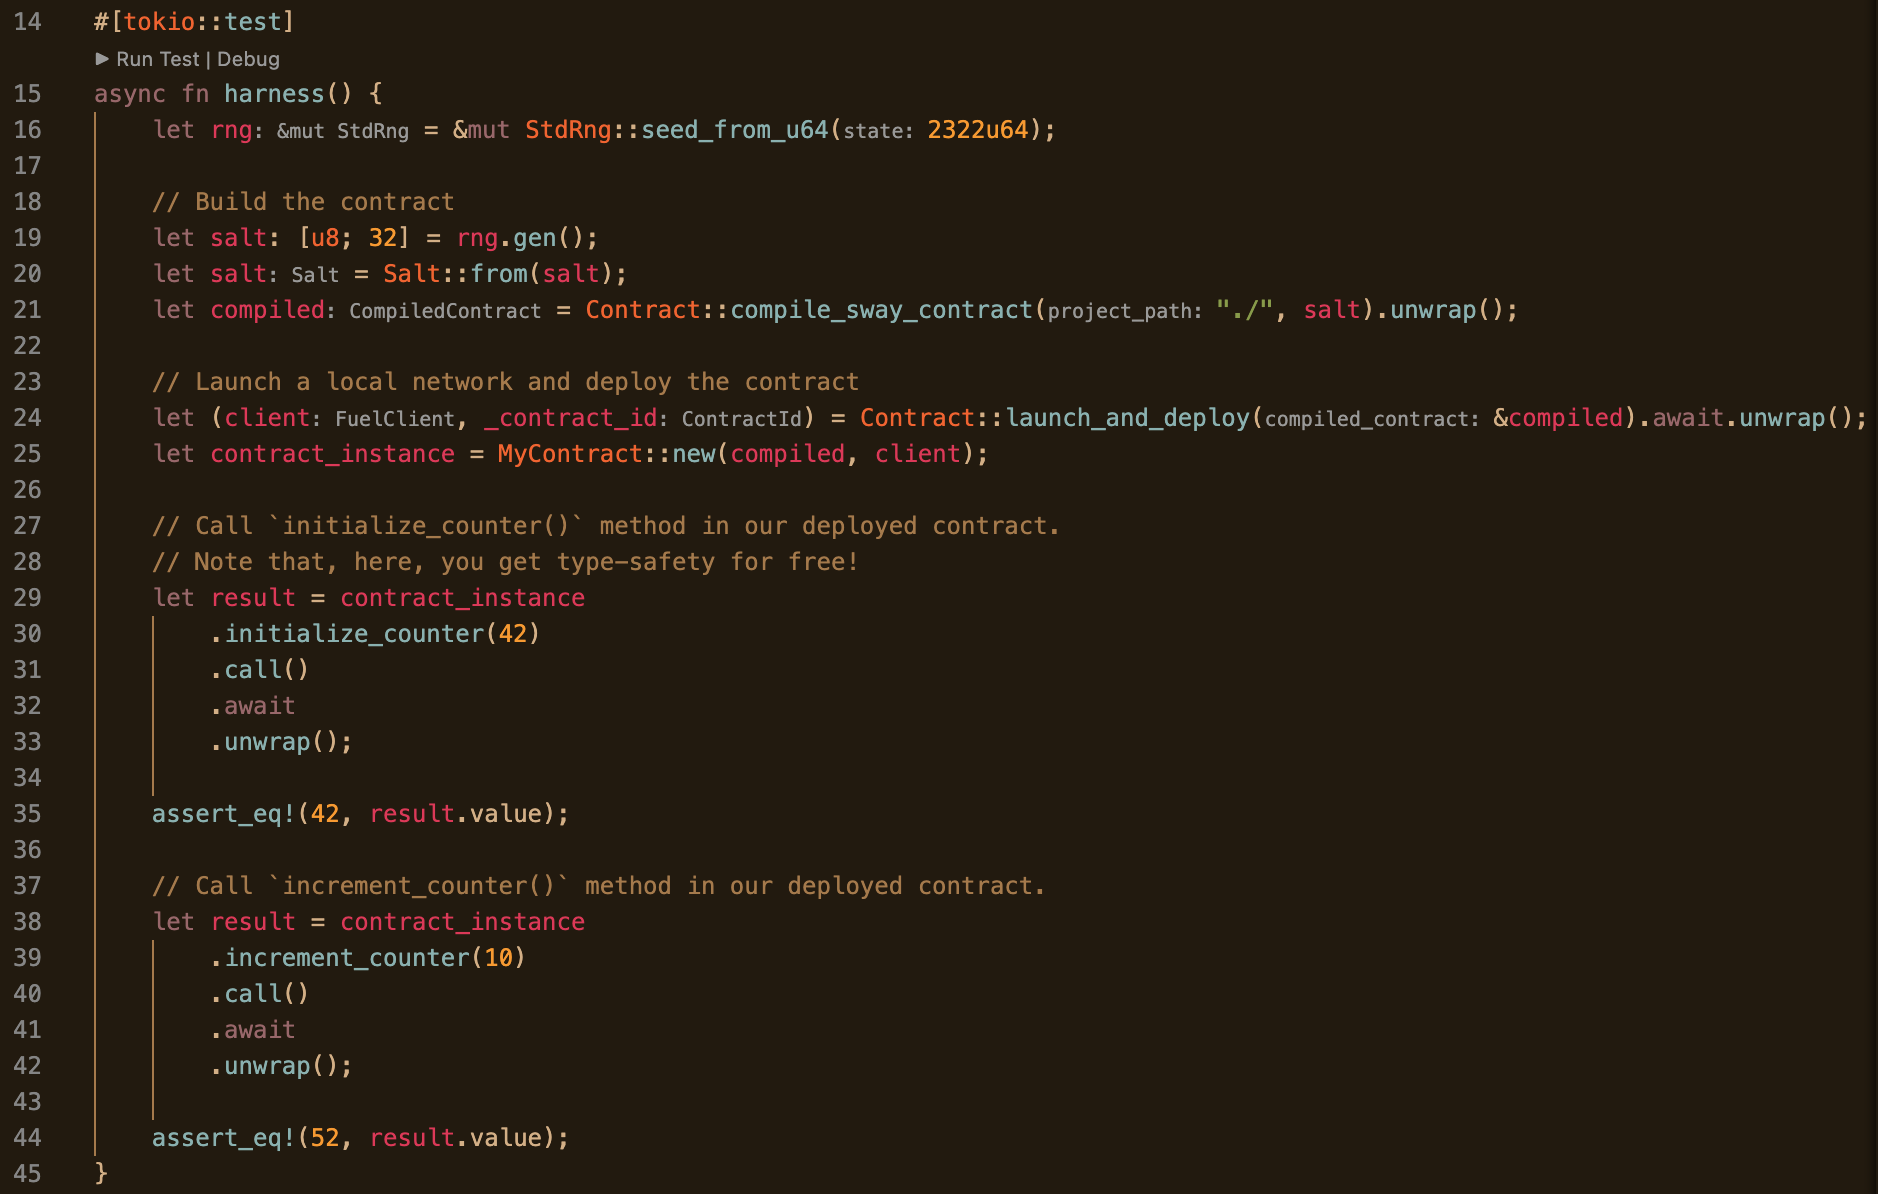 14 #[tokio::test]
▶ Run Test | Debug
15 async fn harness() {
16     let rng: &mut StdRng = &mut StdRng::seed_from_u64(state: 2322u64);
17
18     // Build the contract
19     let salt: [u8; 32] = rng.gen();
20     let salt: Salt = Salt::from(salt);
21     let compiled: CompiledContract = Contract::compile_sway_contract(project_path: "./", salt).unwrap();
22
23     // Launch a local network and deploy the contract
24     let (client: FuelClient, _contract_id: ContractId) = Contract::launch_and_deploy(compiled_contract: &compiled).await.unwrap();
25     let contract_instance = MyContract::new(compiled, client);
26
27     // Call `initialize_counter()` method in our deployed contract.
28     // Note that, here, you get type-safety for free!
29     let result = contract_instance
30         .initialize_counter(42)
31         .call()
32         .await
33         .unwrap();
34
35     assert_eq!(42, result.value);
36
37     // Call `increment_counter()` method in our deployed contract.
38     let result = contract_instance
39         .increment_counter(10)
40         .call()
41         .await
42         .unwrap();
43
44     assert_eq!(52, result.value);
45 }